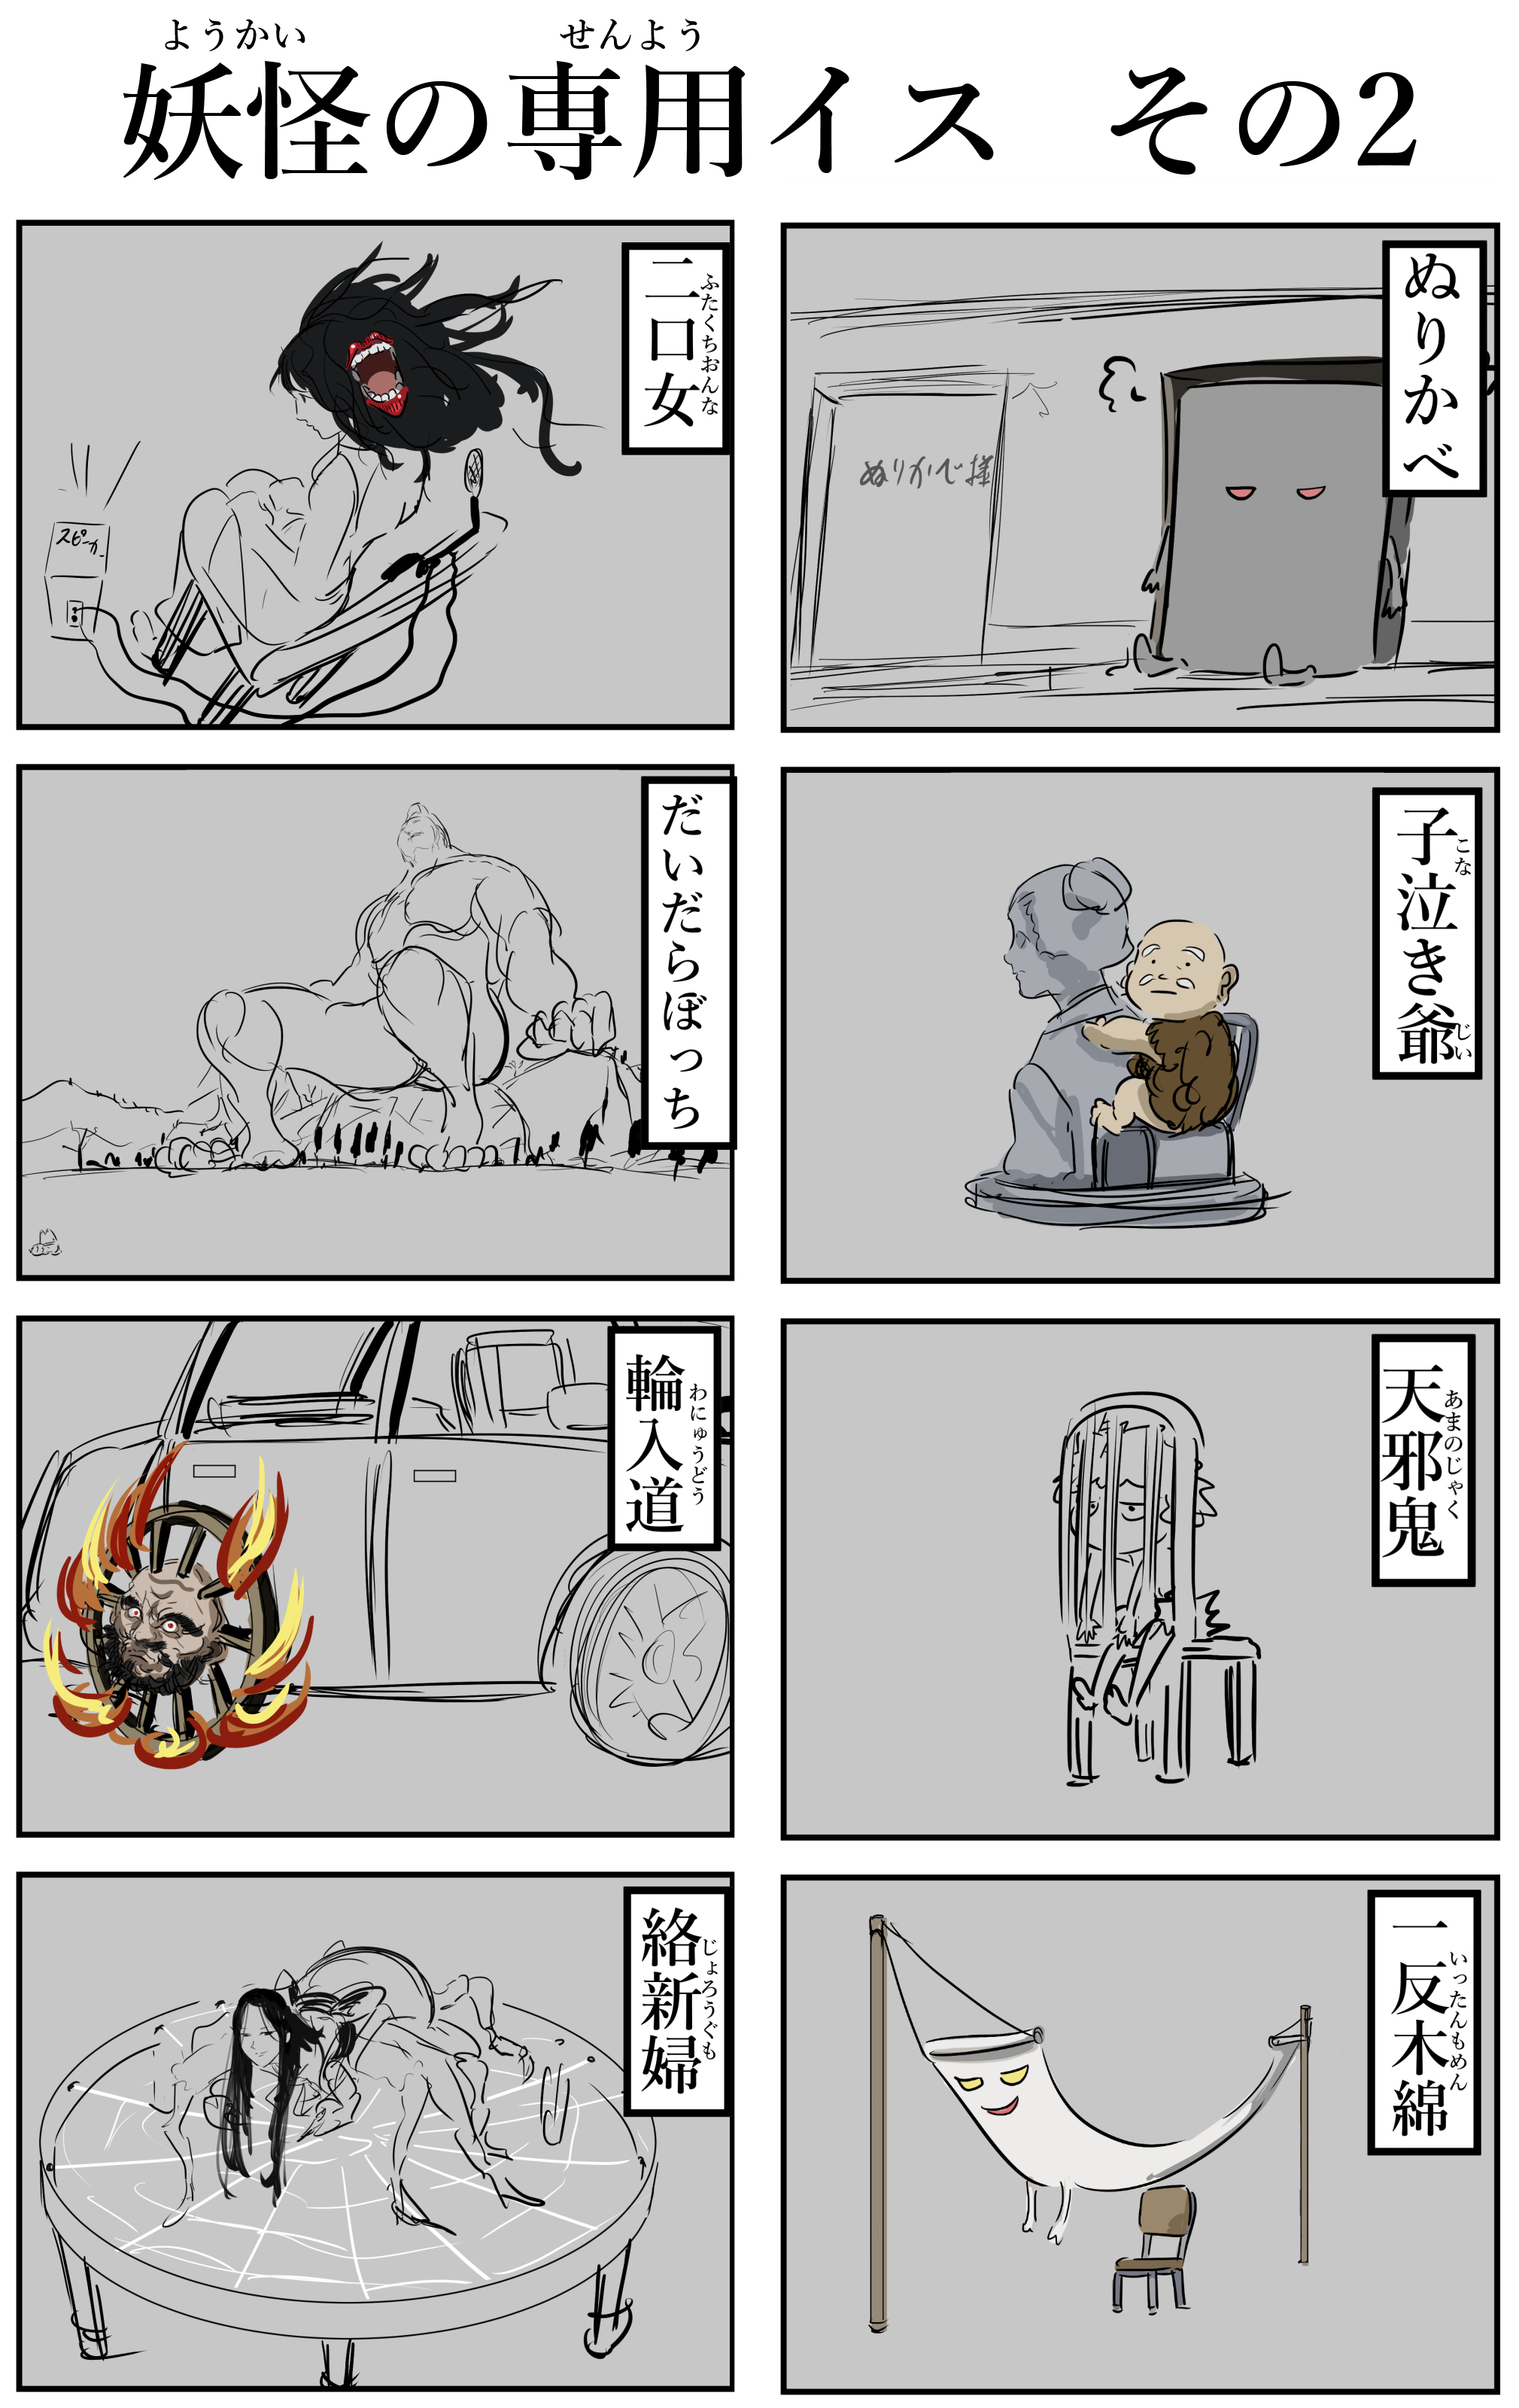 ようかい せんよう
妖怪の専用イス その2
ぬりかべ
ぬりかべ様
二口女
ふたくちおんな
スピーカー
子泣き爺
こな じい
だいだらぼっち
天邪鬼
あまのじゃく
輪入道
わにゅうどう
一反木綿
いったんもめん
絡新婦
じょろうぐも